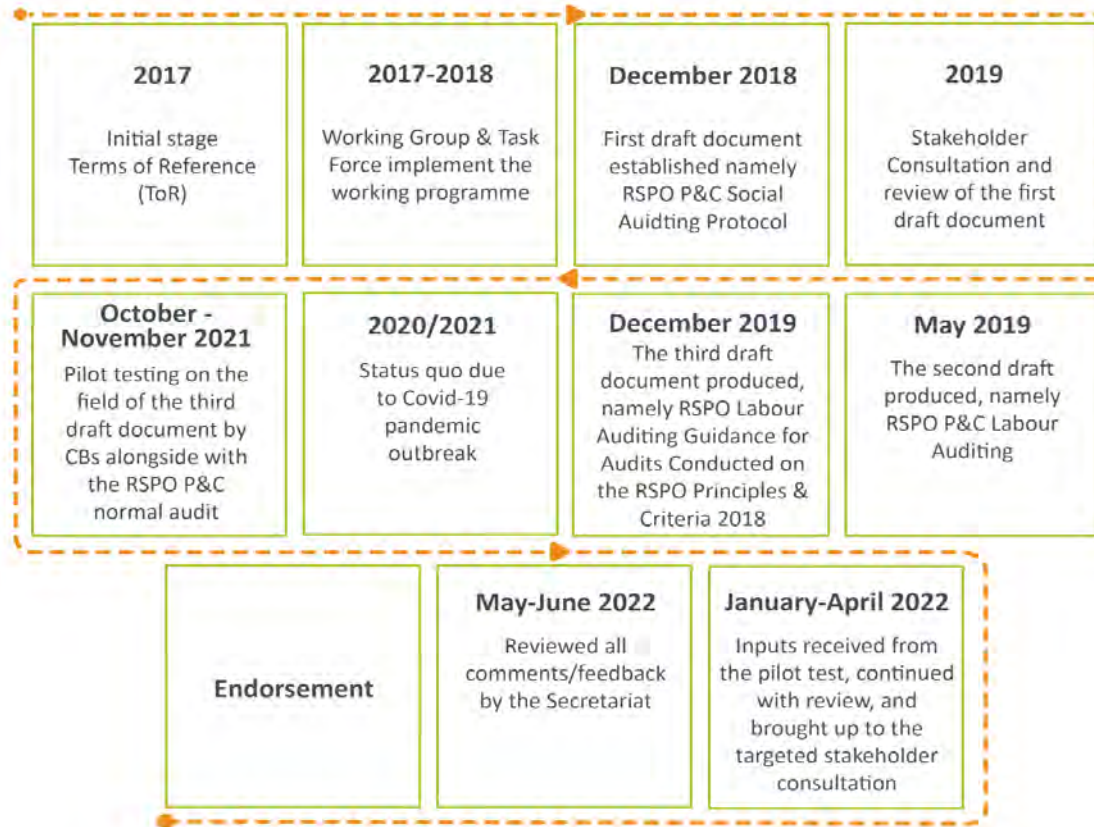 2017
Initial stage
Terms of Reference
(ToR)
2017-2018
Working Group & Task
Force implement the
working programme
December 2018
First draft document
established namely
RSPO P&C Social
Auidting Protocol
2019
Stakeholder
Consultation and
review of the first
draft document
October -
November 2021
Pilot testing on the
field of the third
draft document by
CBs alongside with
the RSPO P&C
normal audit
2020/2021
Status quo due
to Covid-19
pandemic
outbreak
December 2019
The third draft
document produced,
namely RSPO Labour
Auditing Guidance for
Audits Conducted on
the RSPO Principles &
Criteria 2018
May 2019
The second draft
produced, namely
RSPO P&C Labour
Auditing
Endorsement
May-June 2022
Reviewed all
comments/feedback
by the Secretariat
January-April 2022
Inputs received from
the pilot test, continued
with review, and
brought up to the
targeted stakeholder
consultation